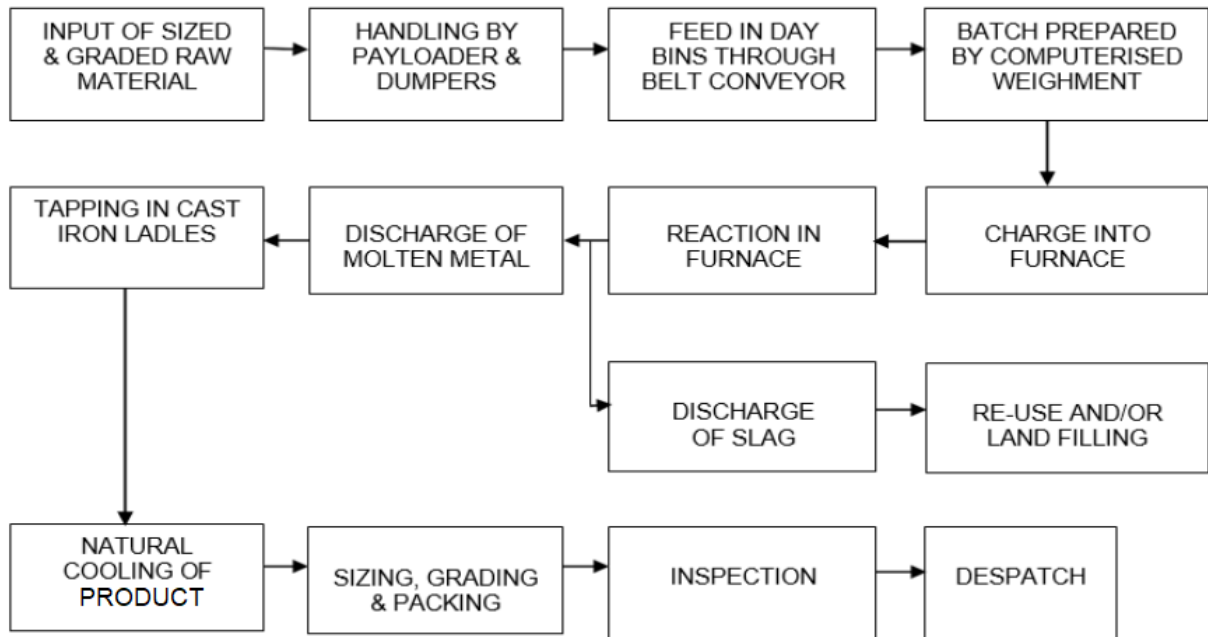 INPUT OF SIZED
& GRADED RAW
MATERIAL
HANDLING BY
PAYLOADER &
DUMPERS
FEED IN DAY
BINS THROUGH
BELT CONVEYOR
BATCH PREPARED
BY COMPUTERISED
WEIGHMENT
TAPPING IN CAST
IRON LADLES
DISCHARGE OF
MOLTEN METAL
REACTION IN
FURNACE
CHARGE INTO
FURNACE
DISCHARGE
OF SLAG
RE-USE AND/OR
LAND FILLING
NATURAL
COOLING OF
PRODUCT
SIZING, GRADING
& PACKING
INSPECTION
DESPATCH